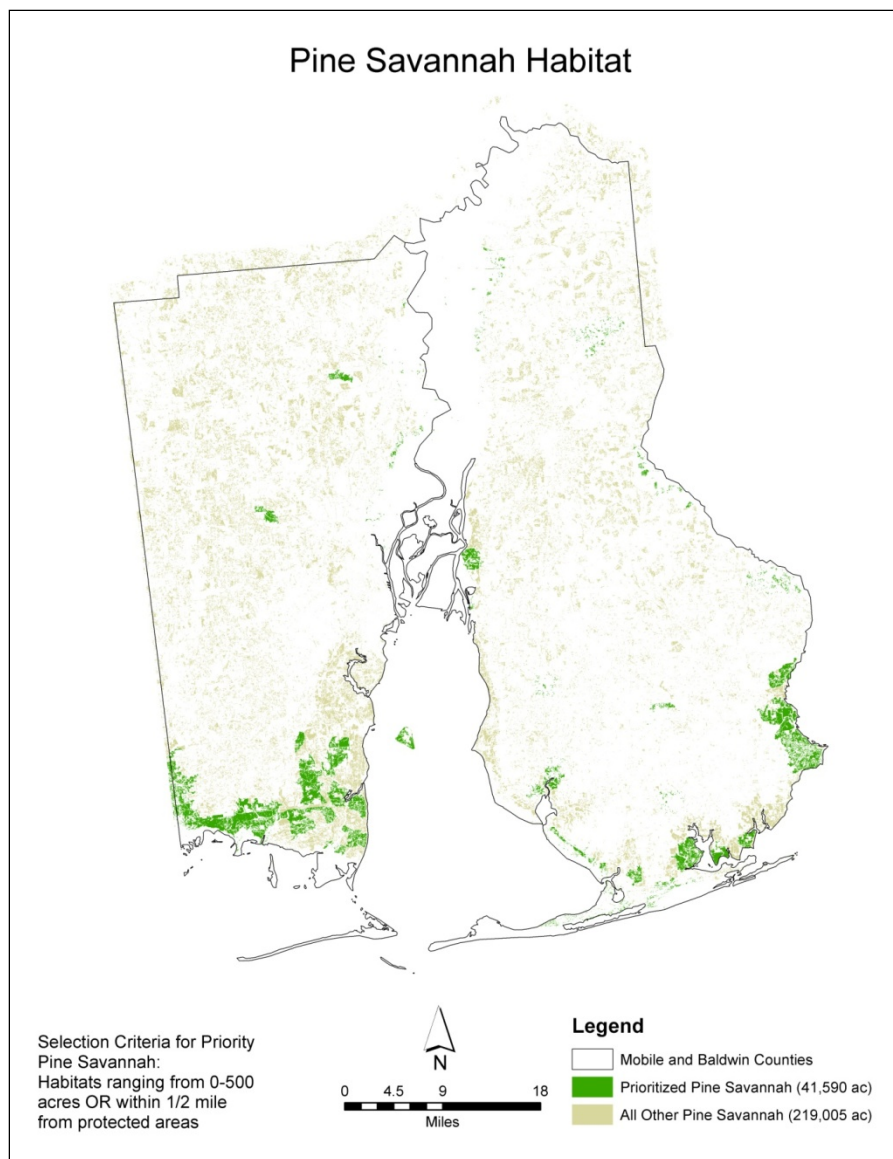 Pine Savannah Habitat
Selection Criteria for Priority
Pine Savannah:
Habitats ranging from 0-500
acres OR within 1/2 mile
from protected areas
N
0 4.5 9 18
Miles
Legend
Mobile and Baldwin Counties
Prioritized Pine Savannah (41,590 ac)
All Other Pine Savannah (219,005 ac)